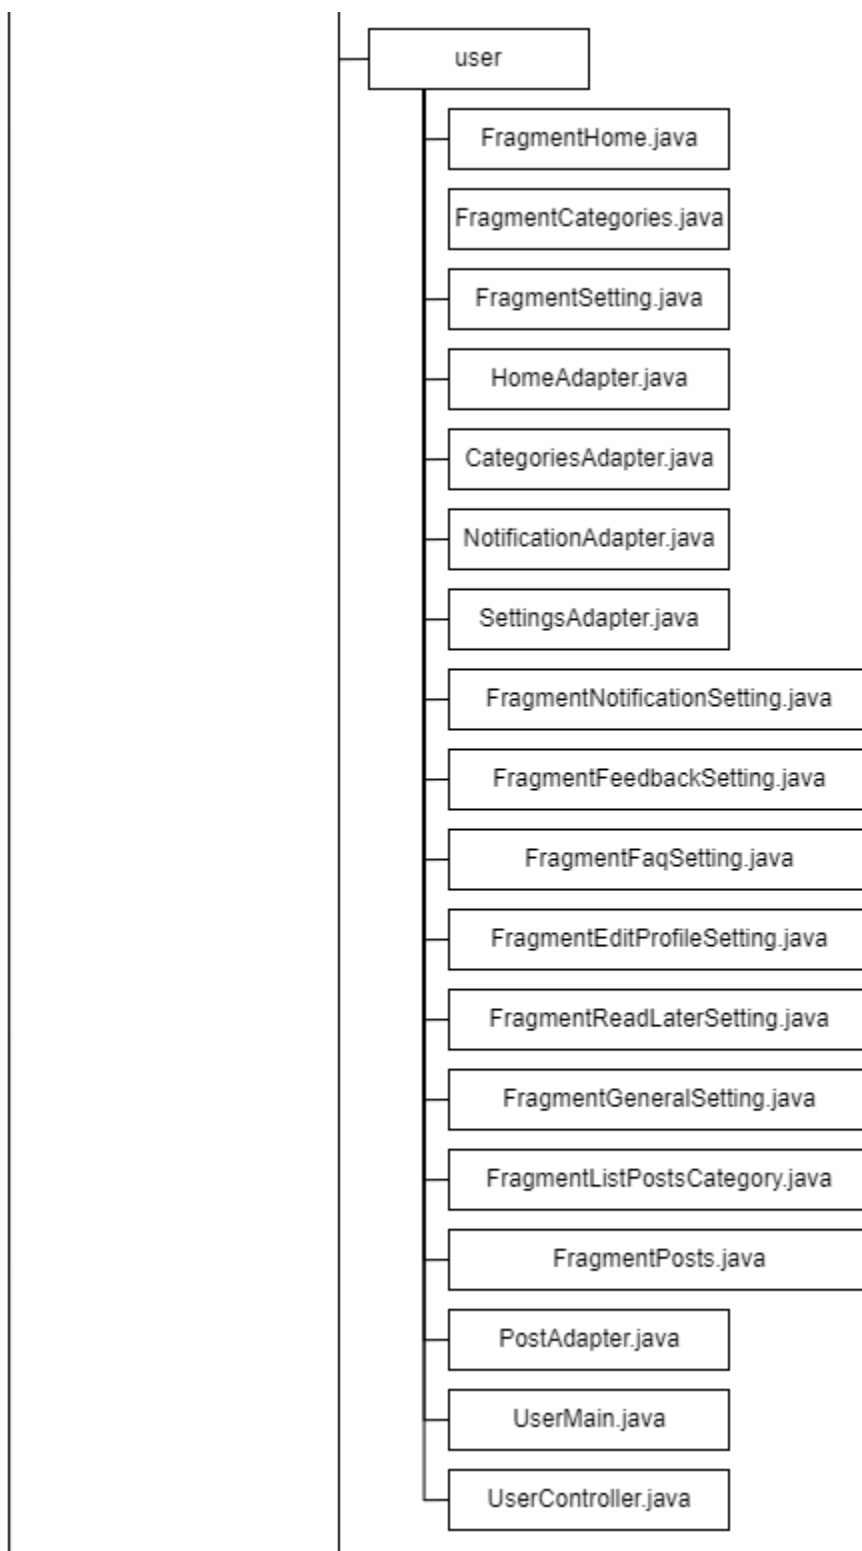 user
FragmentHome.java
FragmentCategories.java
FragmentSetting.java
HomeAdapter.java
CategoriesAdapter.java
NotificationAdapter.java
SettingsAdapter.java
FragmentNotificationSetting.java
FragmentFeedbackSetting.java
FragmentFaqSetting.java
FragmentEditProfileSetting.java
FragmentReadLaterSetting.java
FragmentGeneralSetting.java
FragmentListPostsCategory.java
FragmentPosts.java
PostAdapter.java
UserMain.java
UserController.java